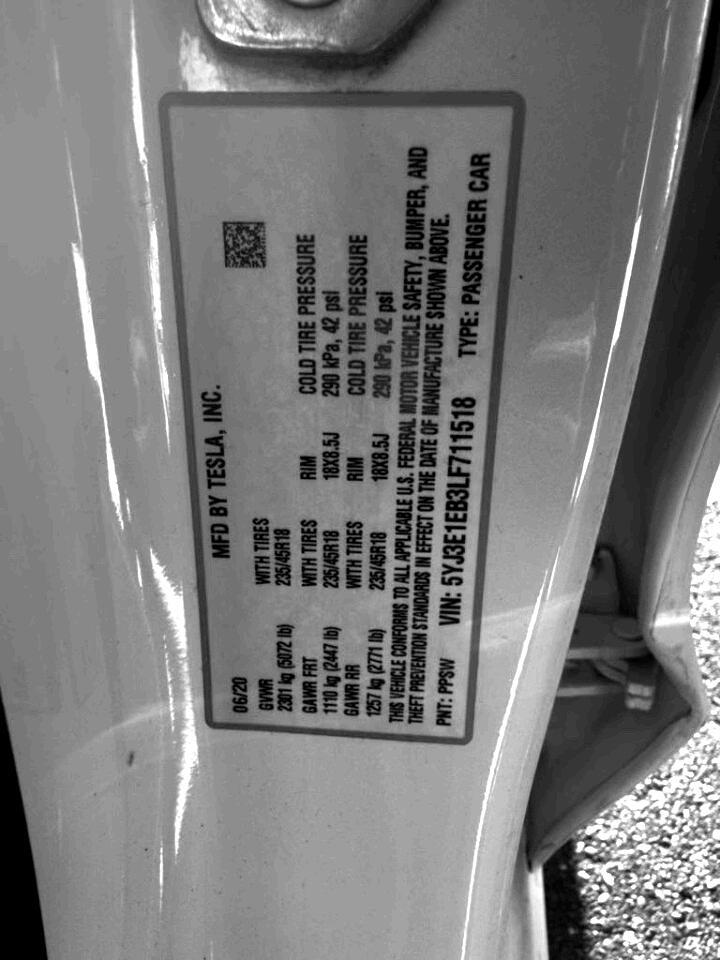 MFD BY TESLA, INC.
06/20
GVWR WITH TIRES
2301 kg (5072 lb) 235/45R18
GAWR FRT WITH TIRES RIM COLD TIRE PRESSURE
1110 kg (2447 lb) 235/45R18 18X8.5J 290 kPa, 42 psi
GAWR RR WITH TIRES RIM COLD TIRE PRESSURE
1257 kg (2771 lb) 235/45R18 18X8.5J 290 kPa, 42 psi
THIS VEHICLE CONFORMS TO ALL APPLICABLE U.S. FEDERAL MOTOR VEHICLE SAFETY, BUMPER, AND
THEFT PREVENTION STANDARDS IN EFFECT ON THE DATE OF MANUFACTURE SHOWN ABOVE.
PNT: PPSW VIN: 5YJ3E1EB3LF711518 TYPE: PASSENGER CAR